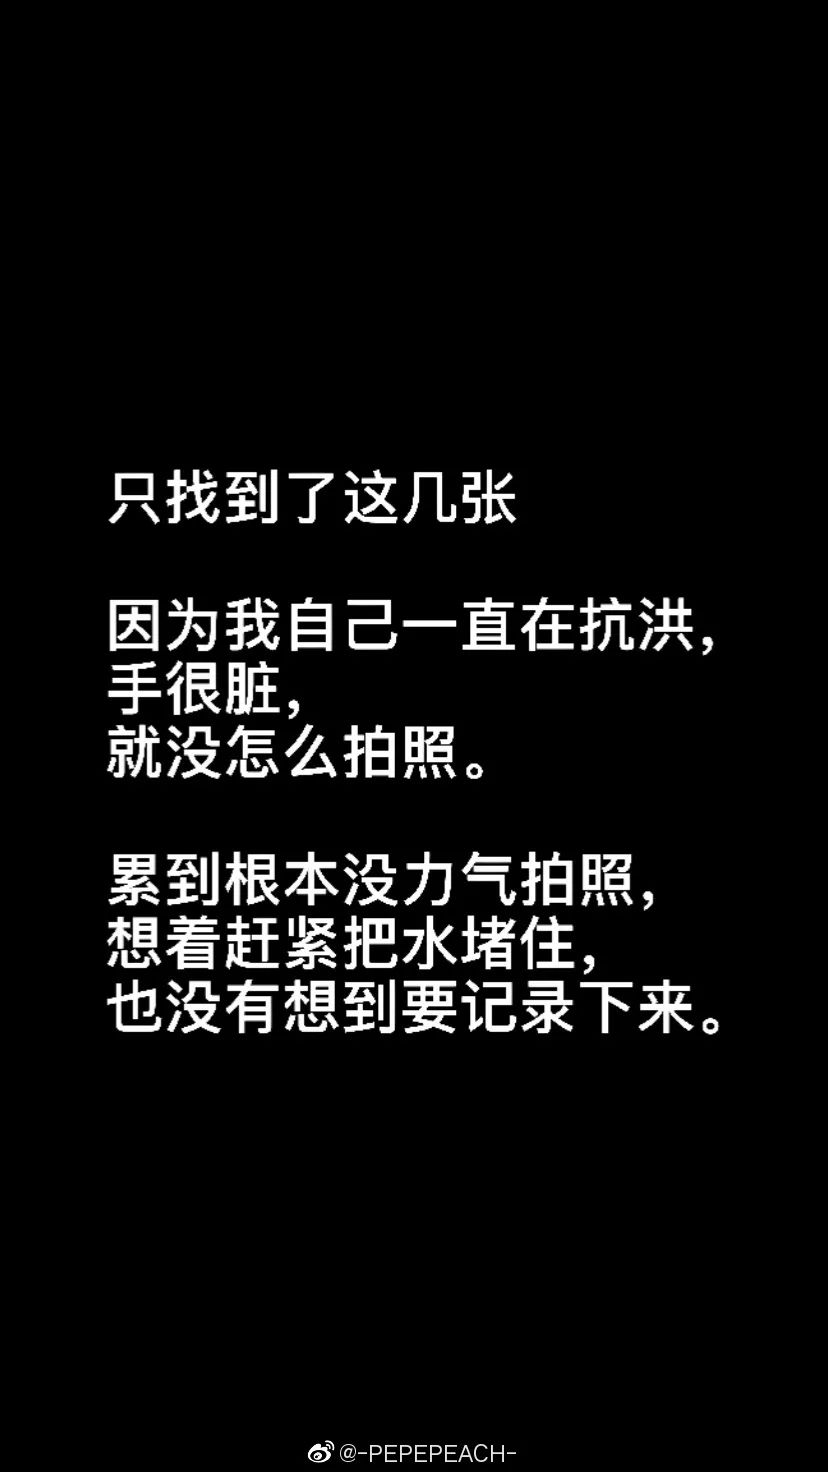 只找到了这几张
因为我自己一直在抗洪，
手很脏，
就没怎么拍照。
累到根本没力气拍照，
想着赶紧把水堵住，
也没有想到要记录下来。
@-PEPEPEACH-